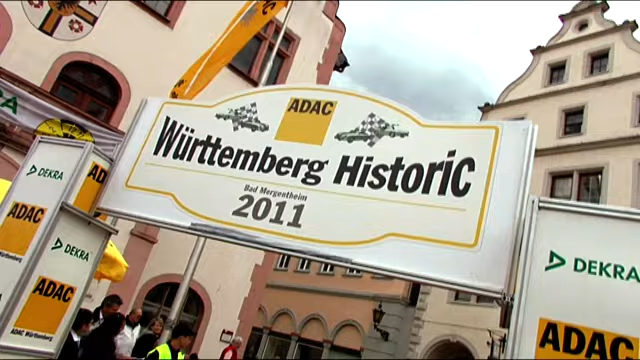 ADAC
Württemberg Historic
Bad Mergentheim
2011
DEKRA
ADAC
DEKRA
ADAC
ADAC Württemberg
DEKRA
ADAC